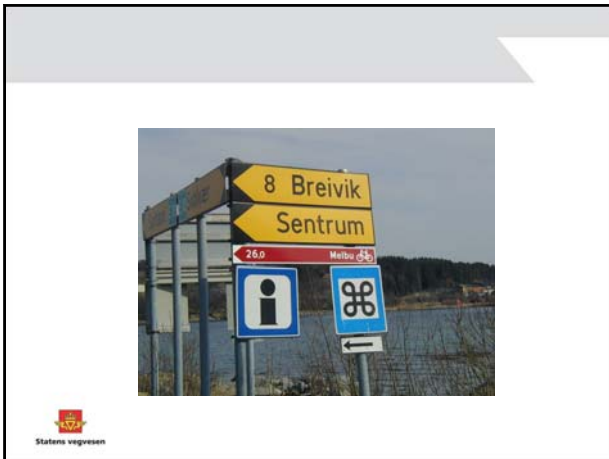 8 Breivik
Sentrum
26,0 Melbu
i
Statens vegvesen